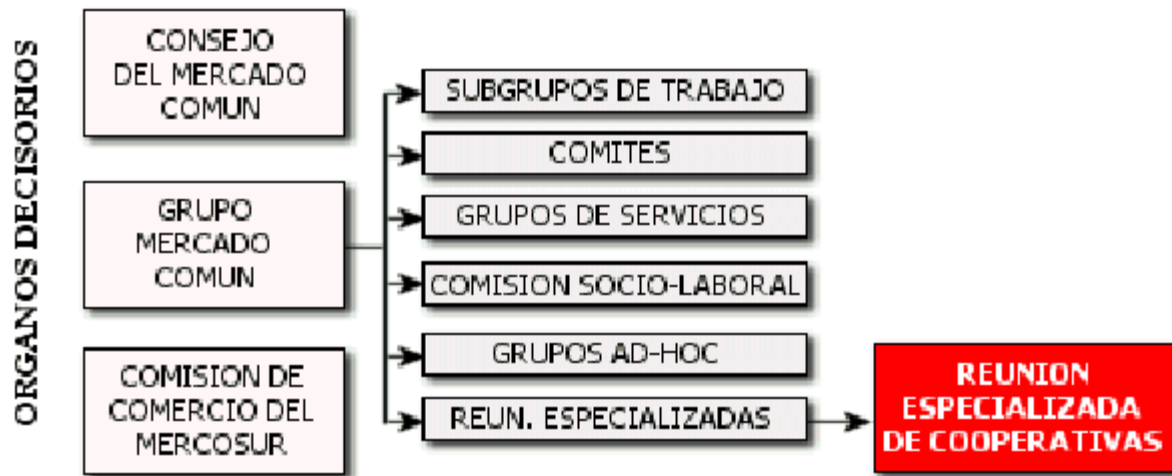 ORGANOS DECISORIOS
CONSEJO
DEL MERCADO
COMUN
GRUPO
MERCADO
COMUN
COMISION DE
COMERCIO DEL
MERCOSUR
SUBGRUPOS DE TRABAJO
COMITES
GRUPOS DE SERVICIOS
COMISION SOCIO-LABORAL
GRUPOS AD-HOC
REUN. ESPECIALIZADAS
REUNION
ESPECIALIZADA
DE COOPERATIVAS